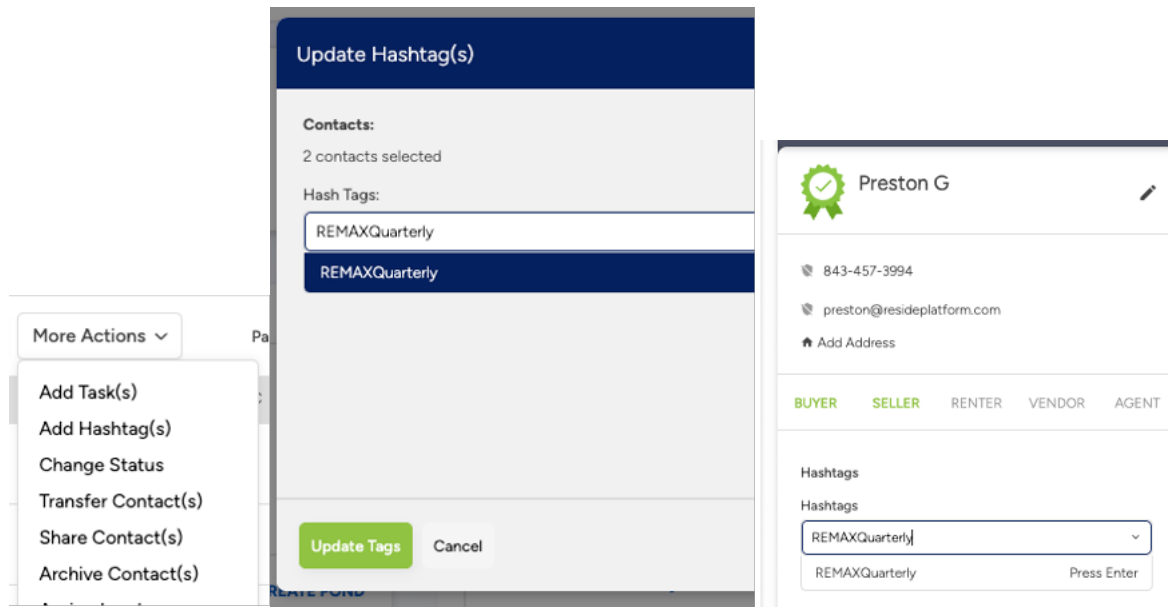 More Actions
Pa
Add Task(s)
Add Hashtag(s)
Change Status
Transfer Contact(s)
Share Contact(s)
Archive Contact(s)
Update Hashtag(s)
Contacts:
2 contacts selected
Hash Tags:
REMAXQuarterly
REMAXQuarterly
Update Tags
Cancel
REATE POND
Preston G
843-457-3994
preston@resideplatform.com
Add Address
BUYER SELLER RENTER VENDOR AGENT
Hashtags
Hashtags
REMAXQuarterly
REMAXQuarterly Press Enter